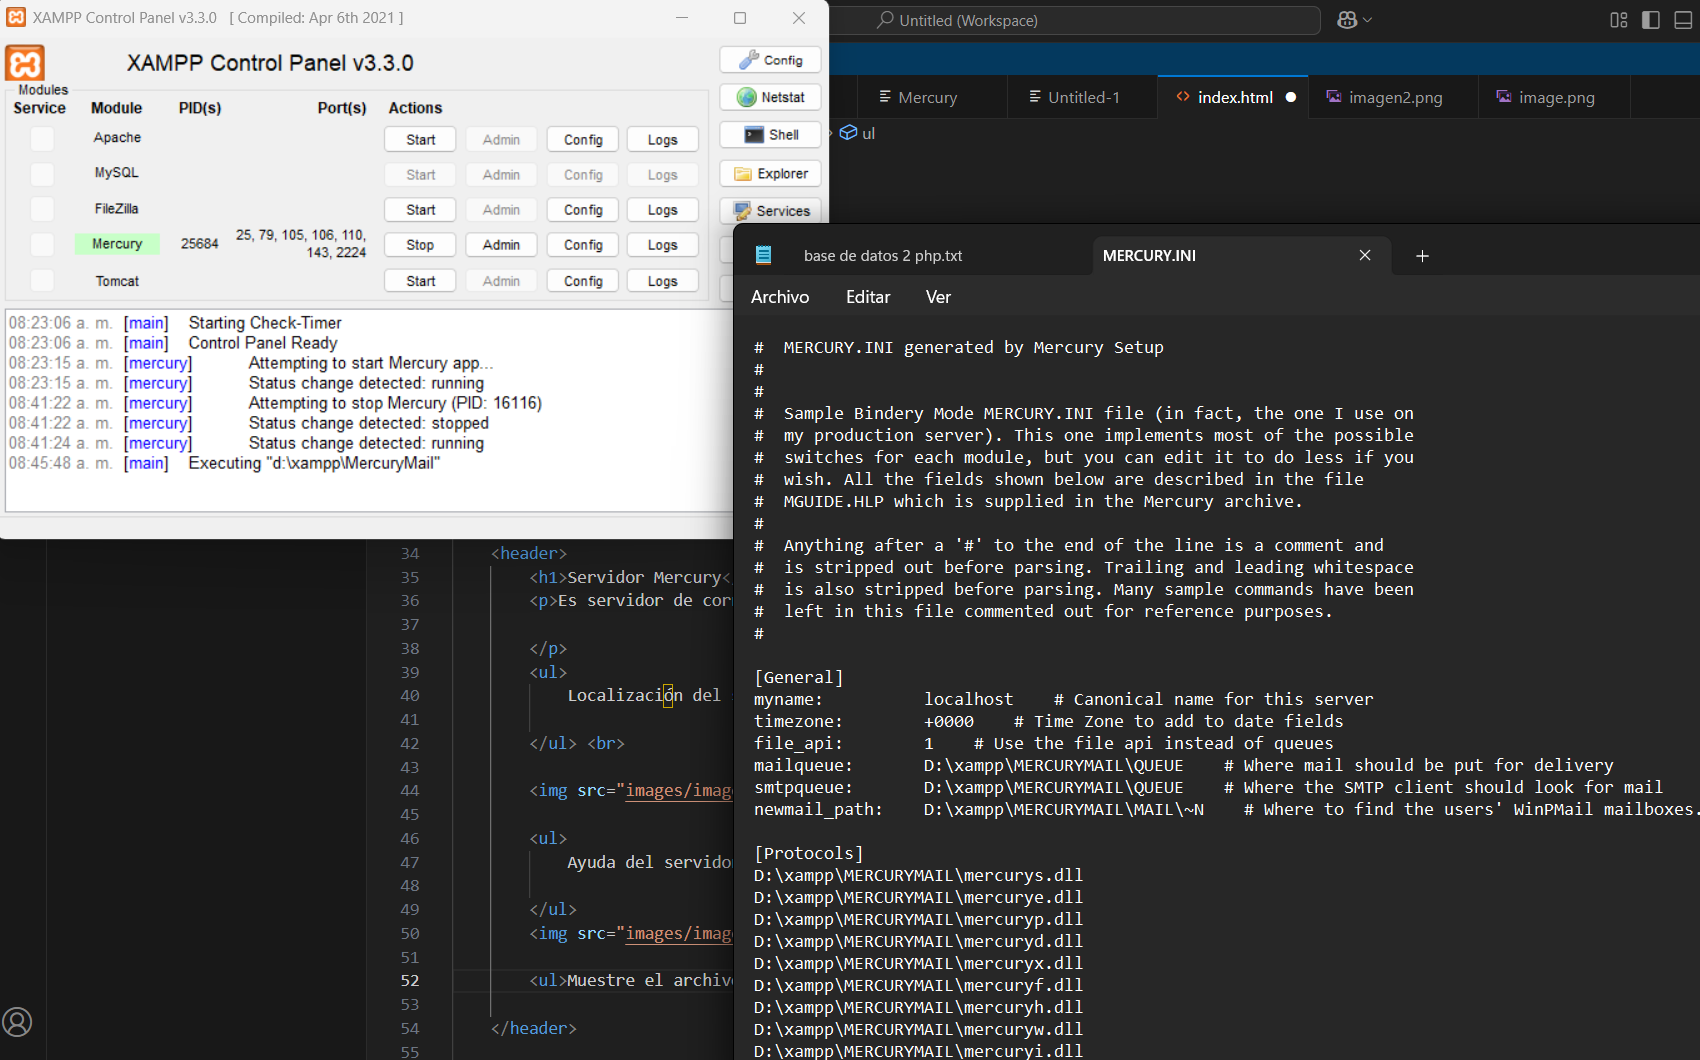 XAMPP Control Panel v3.3.0 [ Compiled: Apr 6th 2021 ]
XAMPP Control Panel v3.3.0
Modules
Service Module PID(s) Port(s) Actions
Apache Start Admin Config Logs
MySQL Start Admin Config Logs
FileZilla Start Admin Config Logs
Mercury 25684 25, 79, 105, 106, 110, 143, 2224 Stop Admin Config Logs
Tomcat Start Admin Config Logs
Config
Netstat
Shell
Explorer
Services
08:23:06 a. m. [main] Starting Check-Timer
08:23:06 a. m. [main] Control Panel Ready
08:23:15 a. m. [mercury] Attempting to start Mercury app...
08:23:15 a. m. [mercury] Status change detected: running
08:41:22 a. m. [mercury] Attempting to stop Mercury (PID: 16116)
08:41:22 a. m. [mercury] Status change detected: stopped
08:41:24 a. m. [mercury] Status change detected: running
08:45:48 a. m. [main] Executing "d:\xampp\MercuryMail"
Untitled (Workspace)
Mercury Untitled-1 index.html imagen2.png image.png
ul
34 <header>
35 <h1>Servidor Mercury<
36 <p>Es servidor de
37
38 </p>
39 <ul>
40 Localización del
41
42 </ul> <br>
43
44 <img src="images/imag
45
46 <ul>
47 Ayuda del servido
48
49 </ul>
50 <img src="images/imag
51
52 <ul>Muestre el archiv
53
54 </header>
55
base de datos 2 php.txt MERCURY.INI
Archivo Editar Ver
# MERCURY.INI generated by Mercury Setup
#
#
# Sample Bindery Mode MERCURY.INI file (in fact, the one I use on
# my production server). This one implements most of the possible
# switches for each module, but you can edit it to do less if you
# wish. All the fields shown below are described in the file
# MGUIDE.HLP which is supplied in the Mercury archive.
#
# Anything after a '#' to the end of the line is a comment and
# is stripped out before parsing. Trailing and leading whitespace
# is also stripped before parsing. Many sample commands have been
# left in this file commented out for reference purposes.
#
[General]
myname: localhost # Canonical name for this server
timezone: +0000 # Time Zone to add to date fields
file_api: 1 # Use the file api instead of queues
mailqueue: D:\xampp\MERCURYMAIL\QUEUE # Where mail should be put for delivery
smtpqueue: D:\xampp\MERCURYMAIL\QUEUE # Where the SMTP client should look for mail
newmail_path: D:\xampp\MERCURYMAIL\MAIL\~N # Where to find the users' WinPMail mailboxes.
[Protocols]
D:\xampp\MERCURYMAIL\mercurys.dll
D:\xampp\MERCURYMAIL\mercurye.dll
D:\xampp\MERCURYMAIL\mercuryp.dll
D:\xampp\MERCURYMAIL\mercuryd.dll
D:\xampp\MERCURYMAIL\mercuryx.dll
D:\xampp\MERCURYMAIL\mercuryf.dll
D:\xampp\MERCURYMAIL\mercuryh.dll
D:\xampp\MERCURYMAIL\mercuryw.dll
D:\xampp\MERCURYMAIL\mercuryi.dll